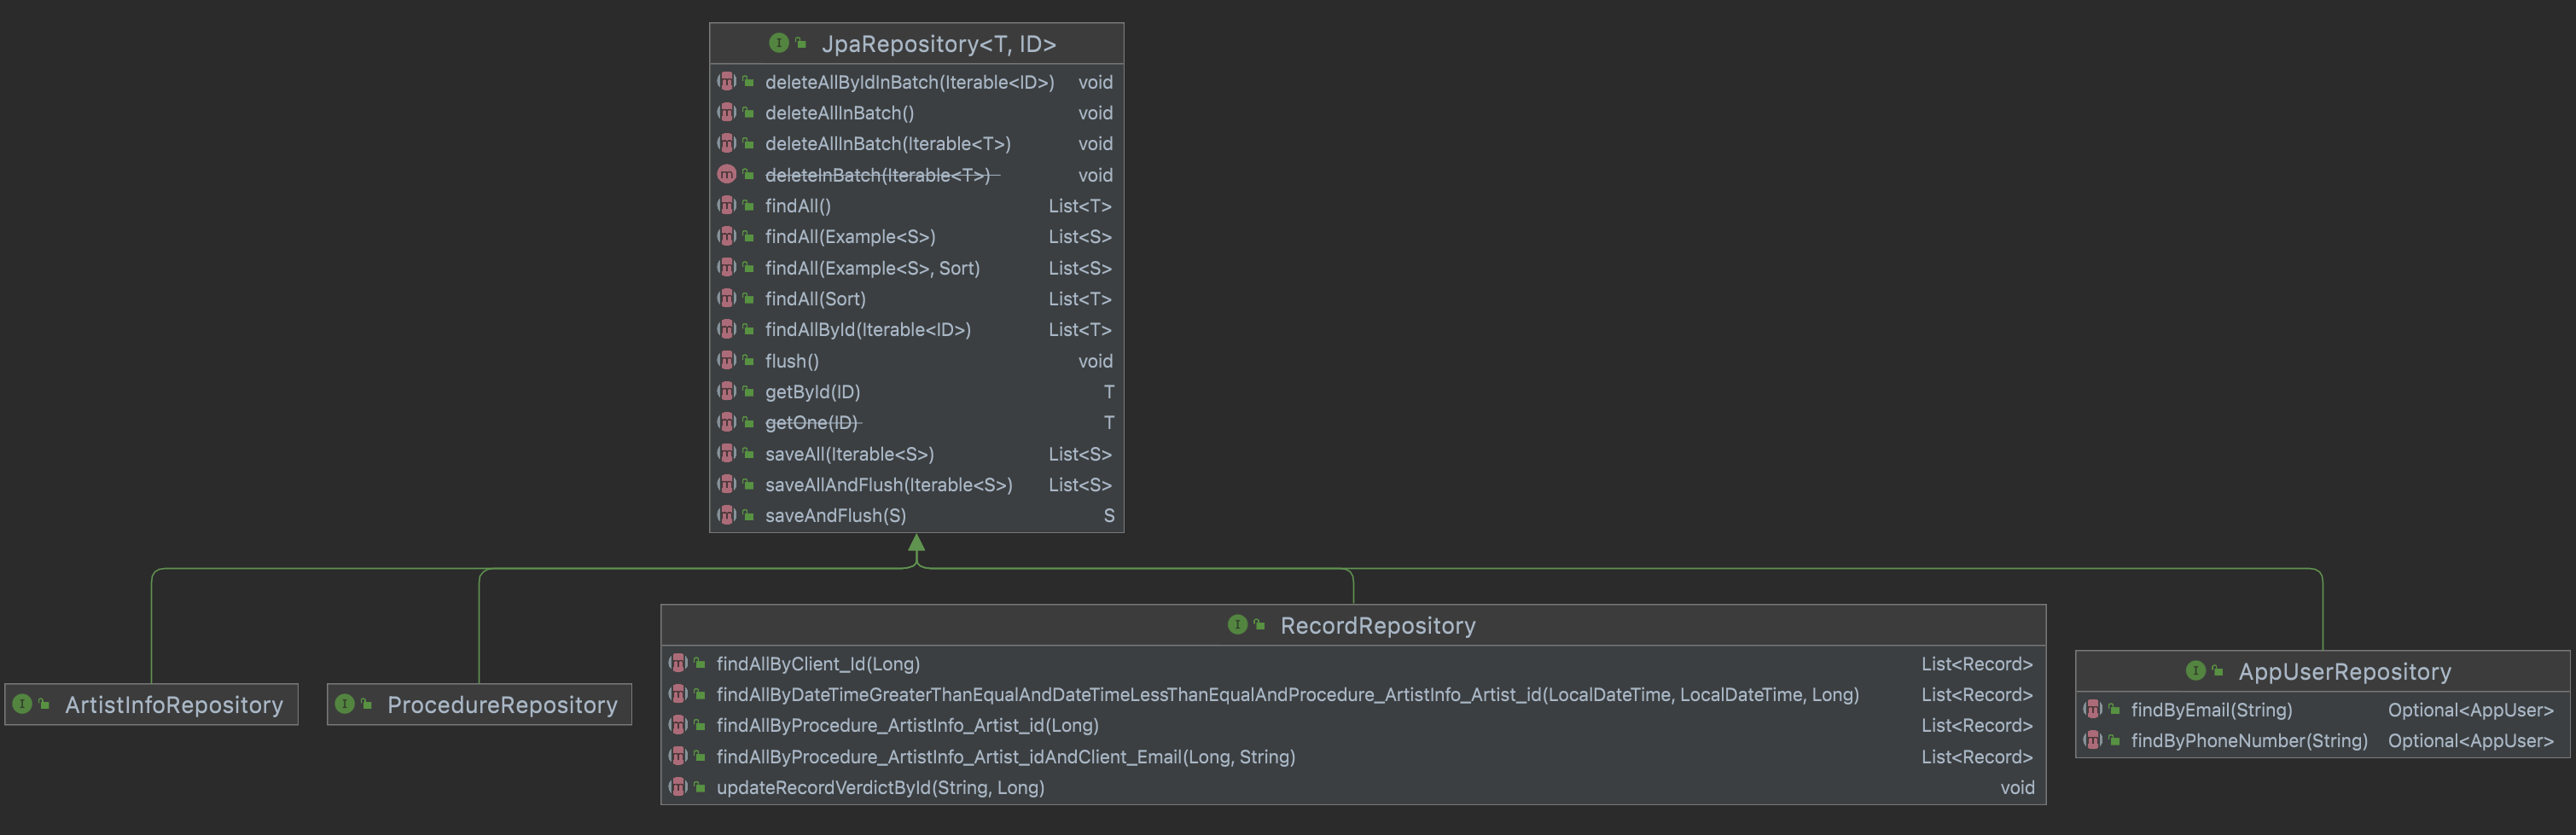 JpaRepository<T, ID>
deleteAllByIdInBatch(Iterable<ID>) void
deleteAllInBatch() void
deleteAllInBatch(Iterable<T>) void
deleteInBatch(Iterable<T>) void
findAll() List<T>
findAll(Example<S>) List<S>
findAll(Example<S>, Sort) List<S>
findAll(Sort) List<T>
findAllById(Iterable<ID>) List<T>
flush() void
getById(ID) T
getOne(ID) T
saveAll(Iterable<S>) List<S>
saveAllAndFlush(Iterable<S>) List<S>
saveAndFlush(S) S
ArtistInfoRepository
ProcedureRepository
RecordRepository
findAllByClient_Id(Long) List<Record>
findAllByDateTimeGreaterThanEqualAndDateTimeLessThanEqualAndProcedure_ArtistInfo_Artist_id(LocalDateTime, LocalDateTime, Long) List<Record>
findAllByProcedure_ArtistInfo_Artist_id(Long) List<Record>
findAllByProcedure_ArtistInfo_Artist_idAndClient_Email(Long, String) List<Record>
updateRecordVerdictById(String, Long) void
AppUserRepository
findByEmail(String) Optional<AppUser>
findByPhoneNumber(String) Optional<AppUser>